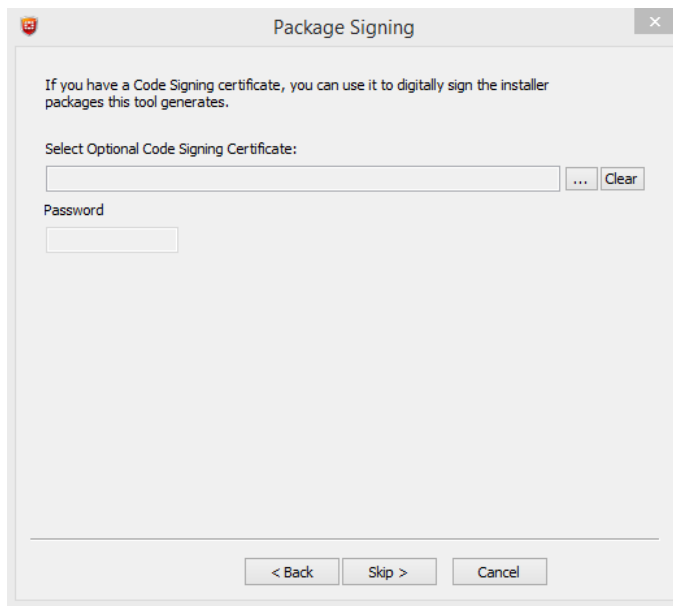 Package Signing
If you have a Code Signing certificate, you can use it to digitally sign the installer
packages this tool generates.
Select Optional Code Signing Certificate:
... Clear
Password
< Back Skip > Cancel